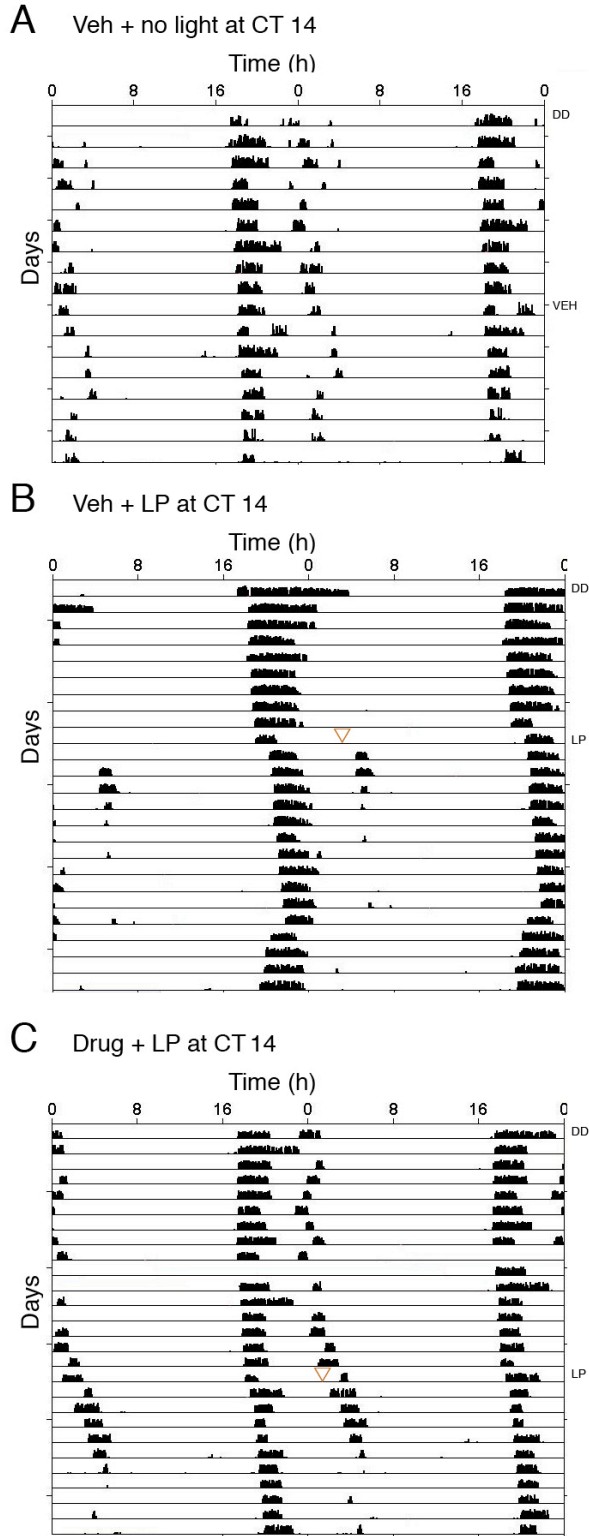 A Veh + no light at CT 14
Time (h)
0 8 16 0 8 16 0
DD
Days
VEH
B Veh + LP at CT 14
Time (h)
0 8 16 0 8 16 0
DD
Days
LP
C Drug + LP at CT 14
Time (h)
0 8 16 0 8 16 0
DD
Days
LP